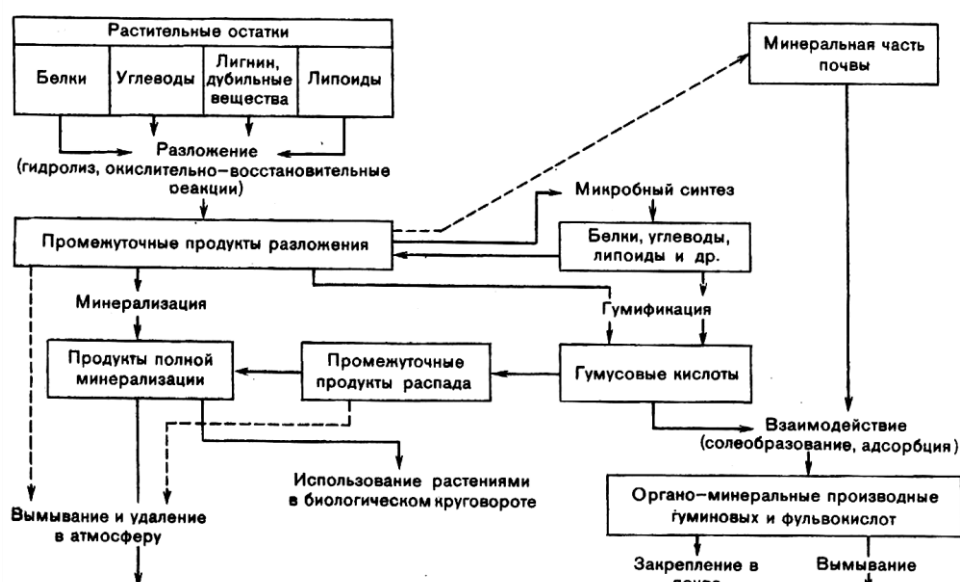 Растительные остатки
Белки
Углеводы
Лигнин,
дубильные
вещества
Липоиды
Минеральная часть
почвы
Разложение
(гидролиз, окислительно-восстановительные
реакции)
Микробный синтез
Промежуточные продукты разложения
Белки, углеводы,
липоиды и др.
Минерализация
Гумификация
Продукты полной
минерализации
Промежуточные
продукты распада
Гумусовые кислоты
Взаимодействие
(солеобразование, адсорбция)
Использование растениями
в биологическом круговороте
Вымывание и удаление
в атмосферу
Органо-минеральные производные
гуминовых и фульвокислот
Закрепление в
Вымывание